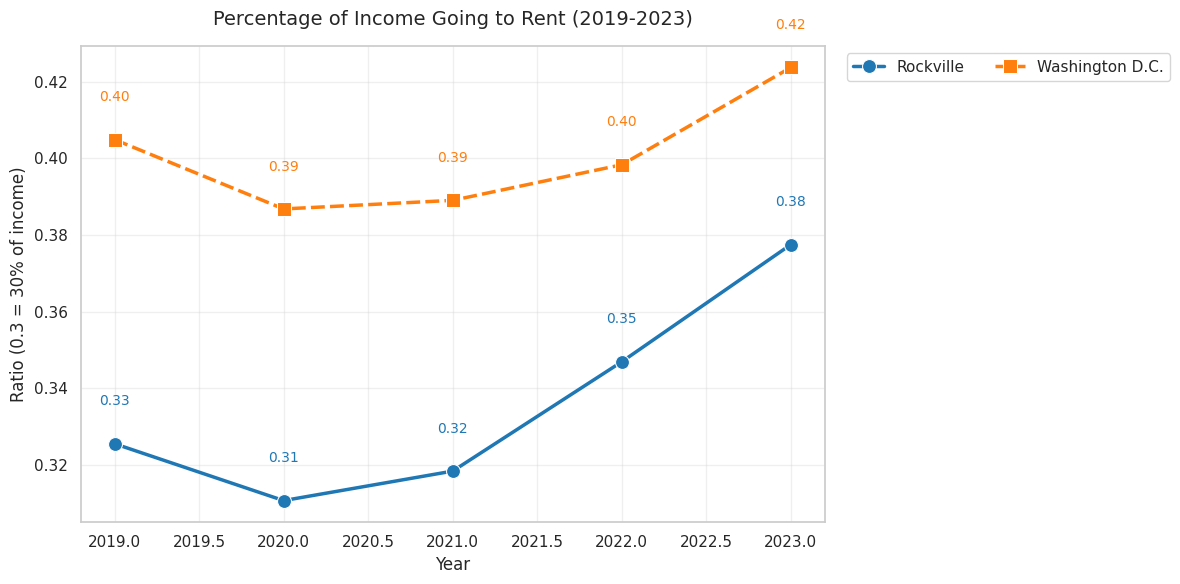 Percentage of Income Going to Rent (2019-2023)
0.42
Rockville
Washington D.C.
0.42
0.40
0.40
0.39
0.39
0.40
0.38
0.38
0.36
0.35
0.34
0.33
0.32
0.32
0.31
Ratio (0.3 = 30% of income)
2019.0 2019.5 2020.0 2020.5 2021.0 2021.5 2022.0 2022.5 2023.0
Year